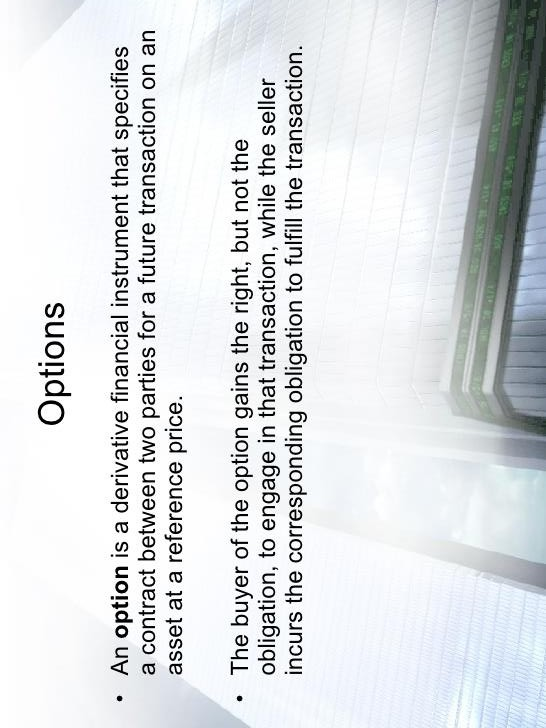 Options
• An option is a derivative financial instrument that specifies
a contract between two parties for a future transaction on an
asset at a reference price.
• The buyer of the option gains the right, but not the
obligation, to engage in that transaction, while the seller
incurs the corresponding obligation to fulfill the transaction.